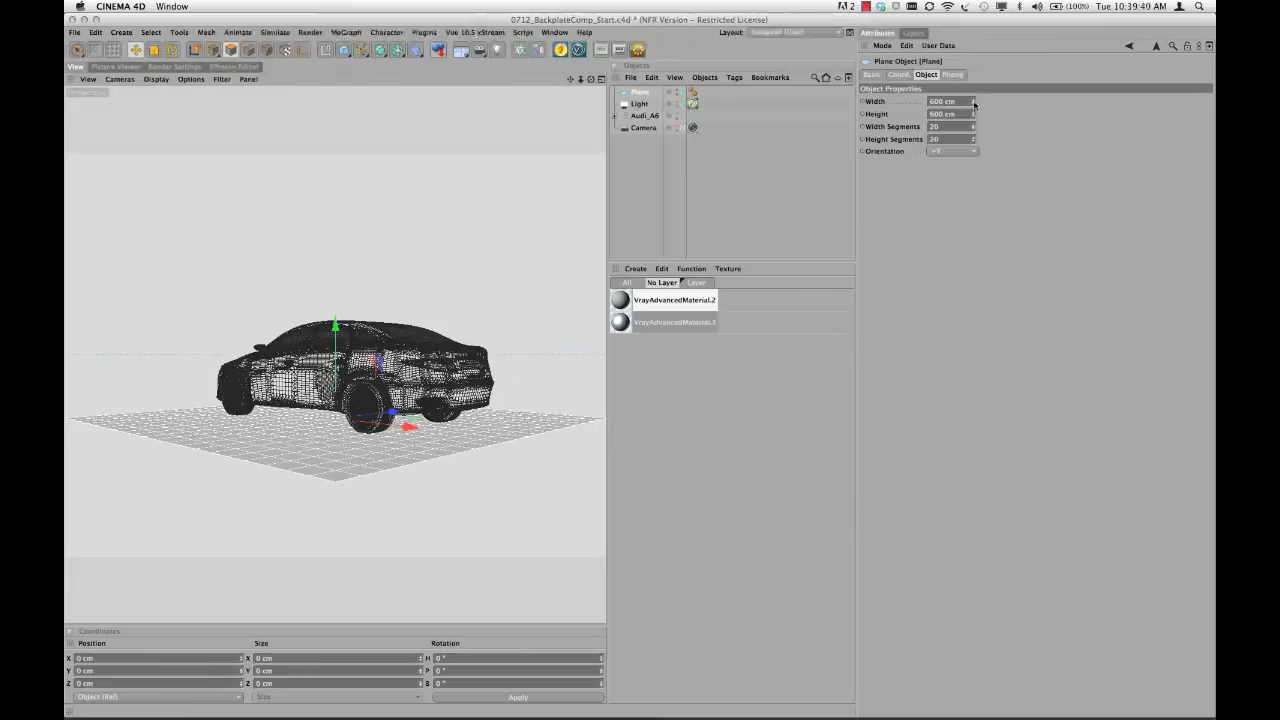 CINEMA 4D Window
2 (100%) Tue 10:39:40 AM
0712_BackplateComp_Start.c4d * (NFR Version - Restricted License)
File Edit Create Select Tools Mesh Animate Simulate Render MoGraph Character Plugins Vue 10.5 xStream Script Window Help Layout:
View Picture Viewer Render Settings
View Cameras Display Options Filter Panel
Perspective
Objects
File Edit View Objects Tags Bookmarks
Plane
Light
Audi_A6
Camera
Create Edit Function Texture
All No Layer Layer
VrayAdvancedMaterial.2
VrayAdvancedMaterial.3
Attributes Layers
Mode Edit User Data
Plane Object [Plane]
Basic Coord. Object Phong
Object Properties
Width 600 cm
Height 600 cm
Width Segments 20
Height Segments 20
Orientation +Y
Coordinates
Position Size Rotation
X 0 cm X 0 cm H 0 °
Y 0 cm Y 0 cm P 0 °
Z 0 cm Z 0 cm B 0 °
Object (Rel) Size Apply